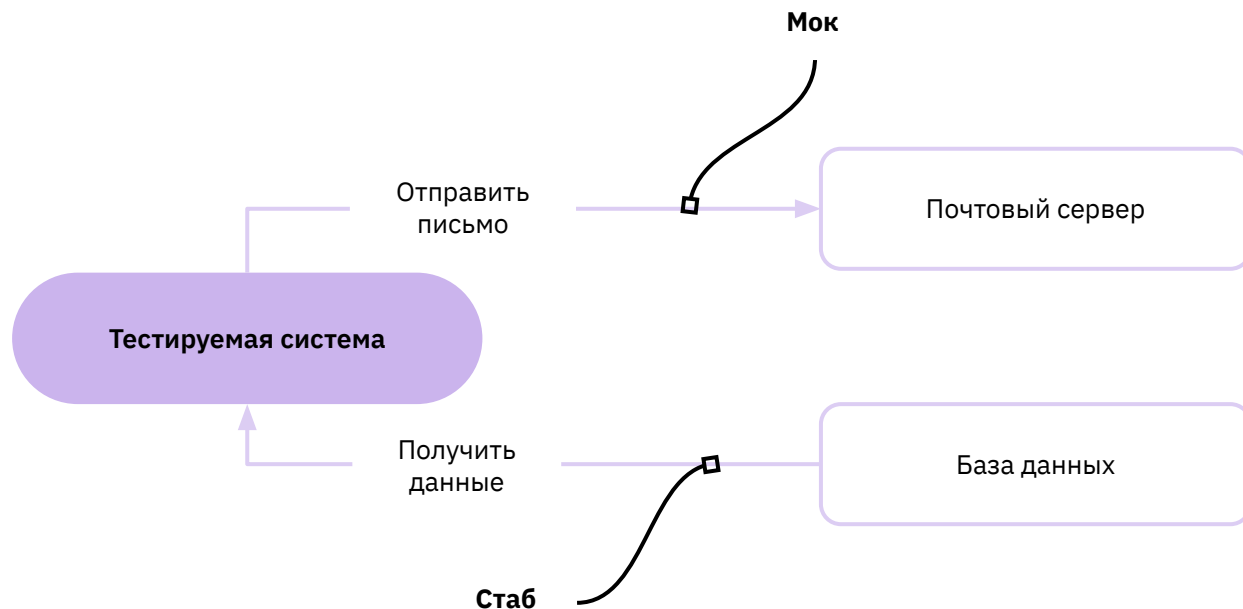 Мок
Отправить
письмо
Почтовый сервер
Тестируемая система
Получить
данные
База данных
Стаб